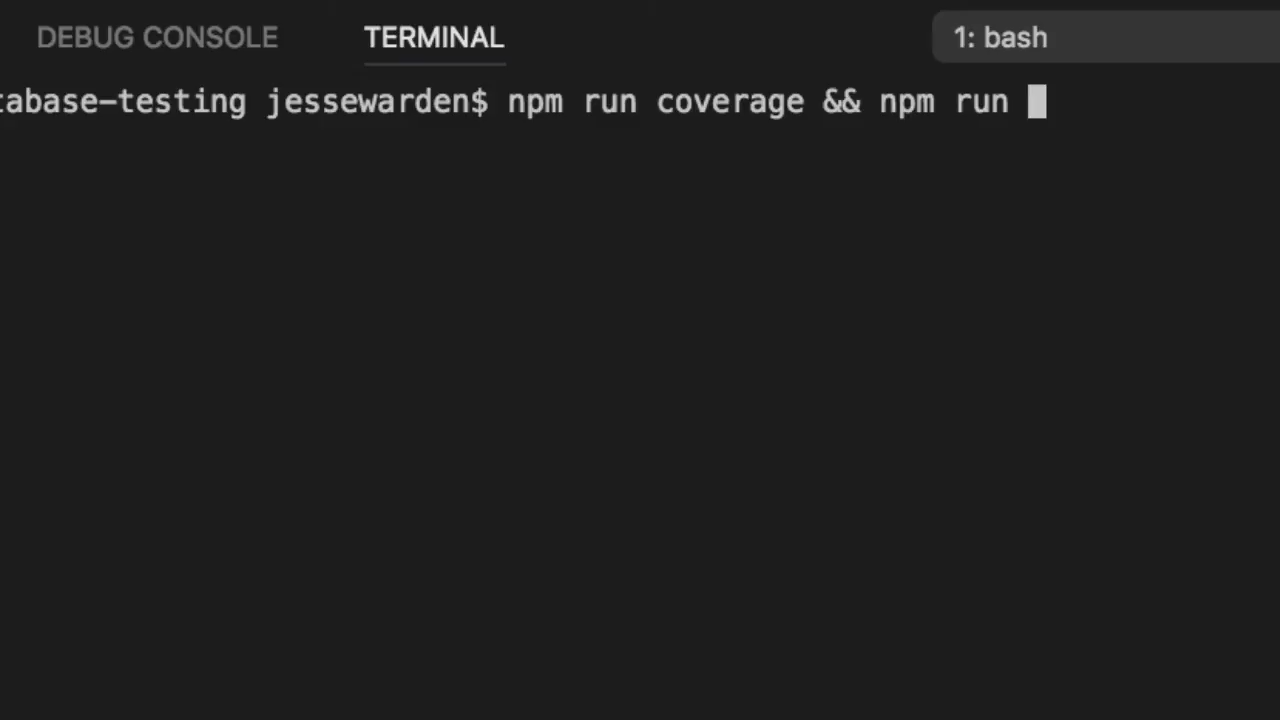 DEBUG CONSOLE TERMINAL 1: bash
tabase-testing jessewarden$ npm run coverage && npm run